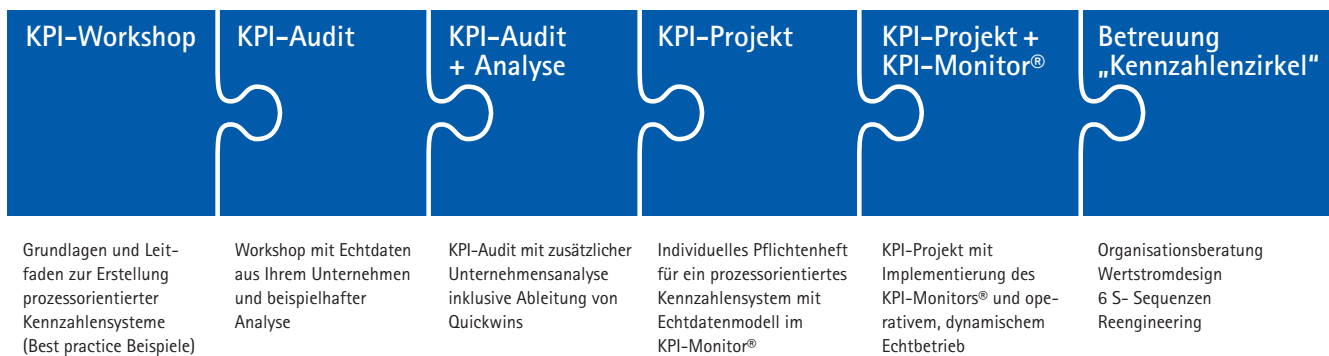 KPI-Workshop
Grundlagen und Leit-
faden zur Erstellung
prozessorientierter
Kennzahlensysteme
(Best practice Beispiele)
KPI-Audit
Workshop mit Echtdaten
aus Ihrem Unternehmen
und beispielhafter
Analyse
KPI-Audit
+ Analyse
KPI-Audit mit zusätzlicher
Unternehmensanalyse
inklusive Ableitung von
Quickwins
KPI-Projekt
Individuelles Pflichtenheft
für ein prozessorientiertes
Kennzahlensystem mit
Echtdatenmodell im
KPI-Monitor®
KPI-Projekt +
KPI-Monitor®
KPI-Projekt mit
Implementierung des
KPI-Monitors® und ope-
rativem, dynamischem
Echtbetrieb
Betreuung
„Kennzahlenzirkel“
Organisationsberatung
Wertstromdesign
6 S- Sequenzen
Reengineering